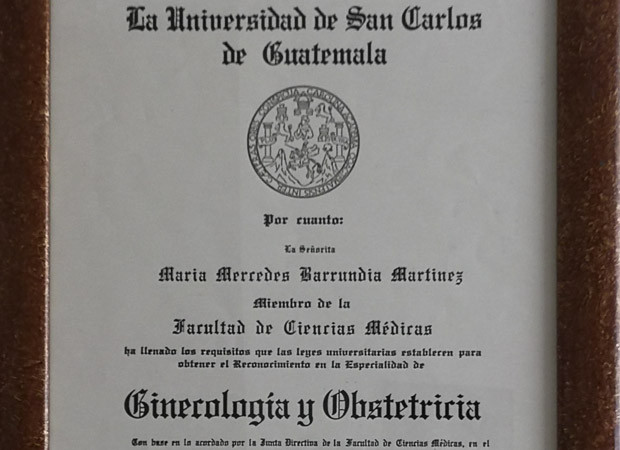 La Universidad de San Carlos
de Guatemala
Por cuanto:
La Señorita
Maria Mercedes Barrundia Martinez
Miembro de la
Facultad de Ciencias Médicas
ha llenado los requisitos que las leyes universitarias establecen para
obtener el Reconocimiento en la Especialidad de
Ginecología y Obstetricia
Con base en lo acordado por la Junta Directiva de la Facultad de Ciencias Médicas, en el